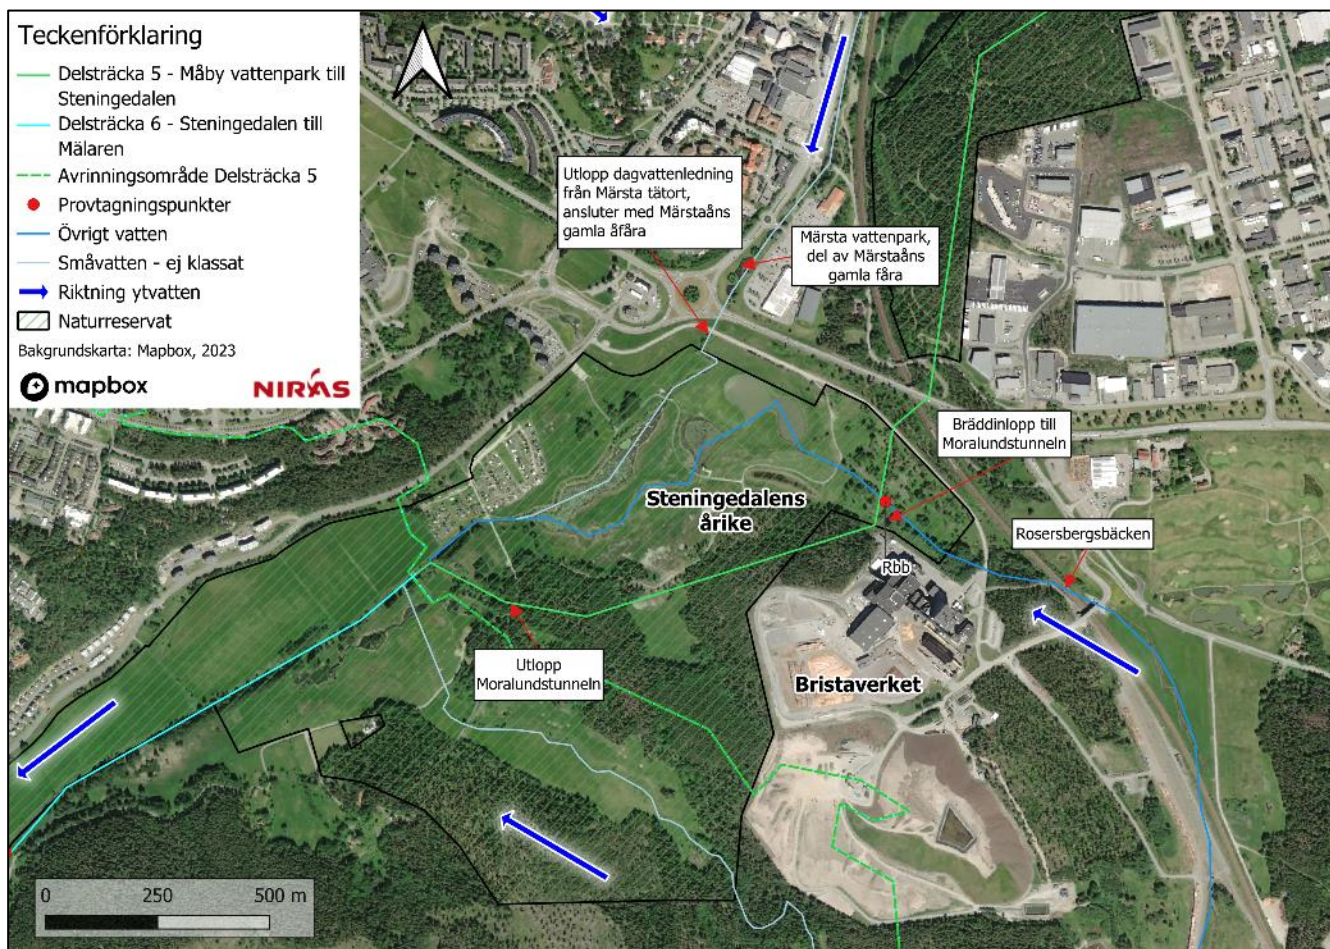 Teckenförklaring
Delsträcka 5 - Måby vattenpark till
Steningedalen
Delsträcka 6 - Steningedalen till
Mälaren
Avrinningsområde Delsträcka 5
Provtagningspunkter
Övrigt vatten
Småvatten - ej klassat
Riktning ytvatten
Naturreservat
Bakgrundskarta: Mapbox, 2023
mapbox
NIRÁS
Utlopp dagvattenledning
från Märsta tätort,
ansluter med Märstaåns
gamla åfåra
Märsta vattenpark,
del av Märstaåns
gamla fåra
Bräddinlopp till
Moralundstunneln
Steningedalens
årike
Rosersbergsbäcken
Rbb
Utlopp
Moralundstunneln
Bristaverket
0 250 500 m